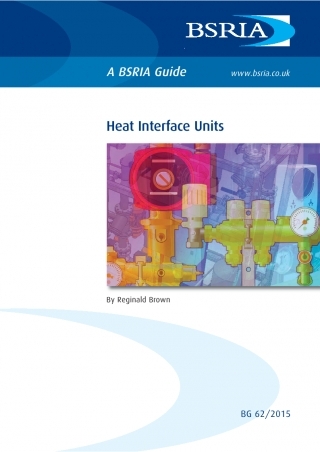 BSRIA
A BSRIA Guide www.bsria.co.uk
Heat Interface Units
By Reginald Brown
BG 62/2015